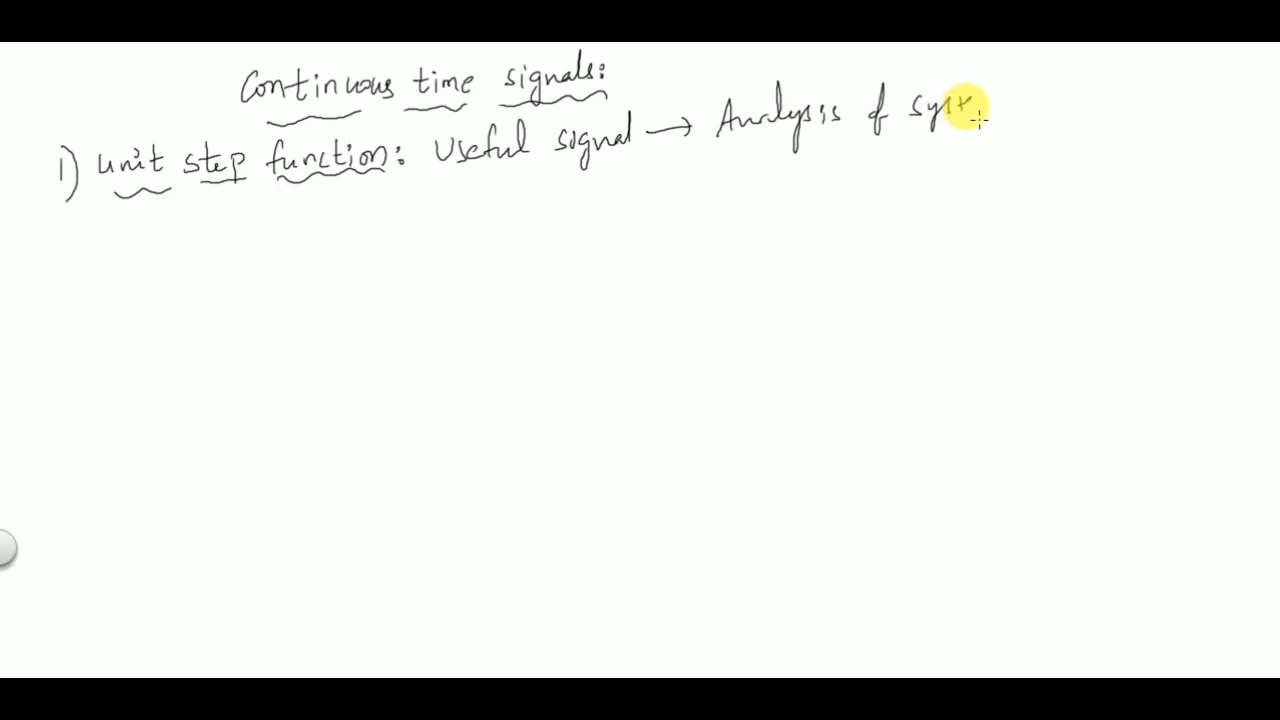 Continuous time signals:
1) Unit step function: Useful signal → Analysis of syst